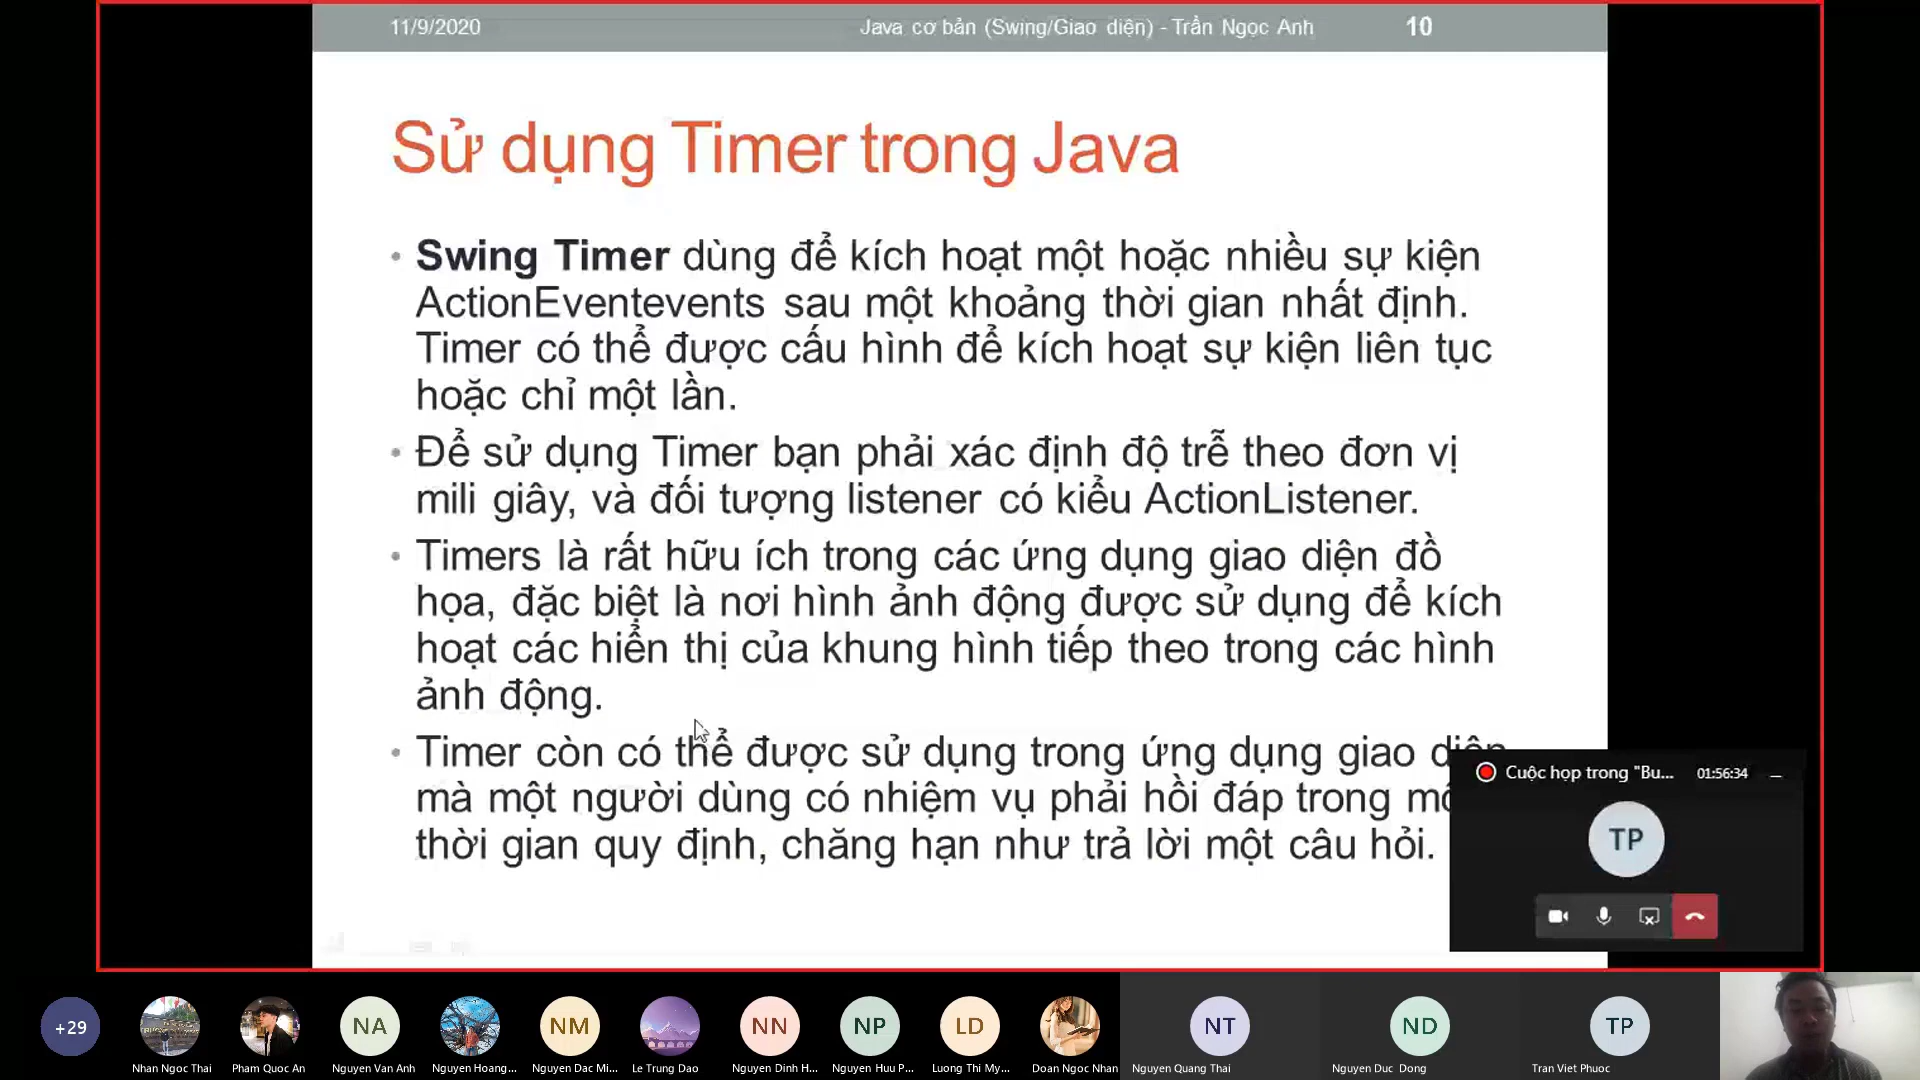 11/9/2020 Java cơ bản (Swing/Giao diện) - Trần Ngọc Anh 10
Sử dụng Timer trong Java
• Swing Timer dùng để kích hoạt một hoặc nhiều sự kiện
ActionEventevents sau một khoảng thời gian nhất định.
Timer có thể được cấu hình để kích hoạt sự kiện liên tục
hoặc chỉ một lần.
• Để sử dụng Timer bạn phải xác định độ trễ theo đơn vị
mili giây, và đối tượng listener có kiểu ActionListener.
• Timers là rất hữu ích trong các ứng dụng giao diện đồ
họa, đặc biệt là nơi hình ảnh động được sử dụng để kích
hoạt các hiển thị của khung hình tiếp theo trong các hình
ảnh động.
• Timer còn có thể được sử dụng trong ứng dụng giao diện
mà một người dùng có nhiệm vụ phải hồi đáp trong
thời gian quy định, chăng hạn như trả lời một câu hỏi.
Cuộc họp trong "Bu... 01:56:34
TP
+29 NA NM NN NP LD NT ND TP
Nhan Ngoc Thai Pham Quoc An Nguyen Van Anh Nguyen Hoang... Nguyen Dac Mi... Le Trung Dao Nguyen Dinh H... Nguyen Huu P... Luong Thi My... Doan Ngoc Nhan Nguyen Quang Thai Nguyen Duc Dong Tran Viet Phuoc